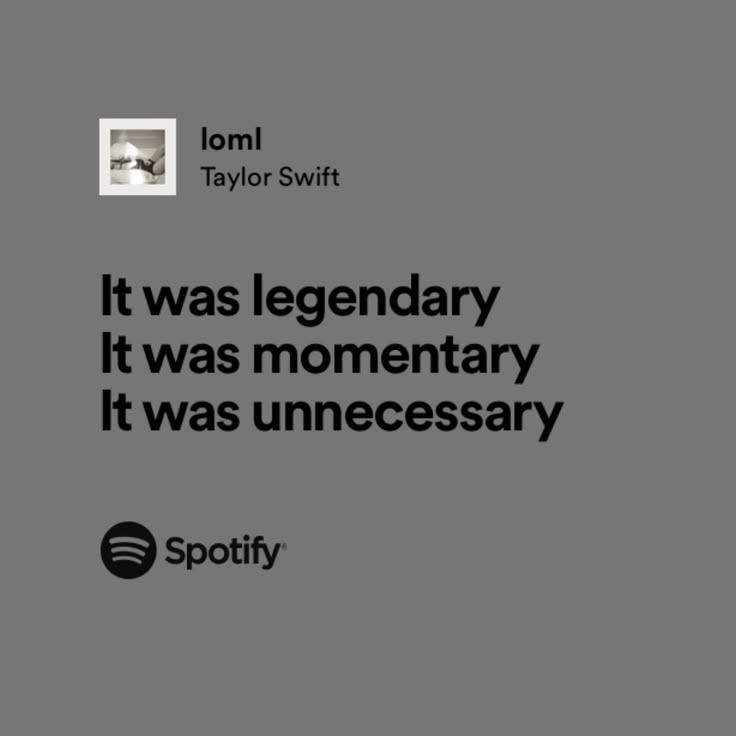 loml
Taylor Swift
It was legendary
It was momentary
It was unnecessary
Spotify®